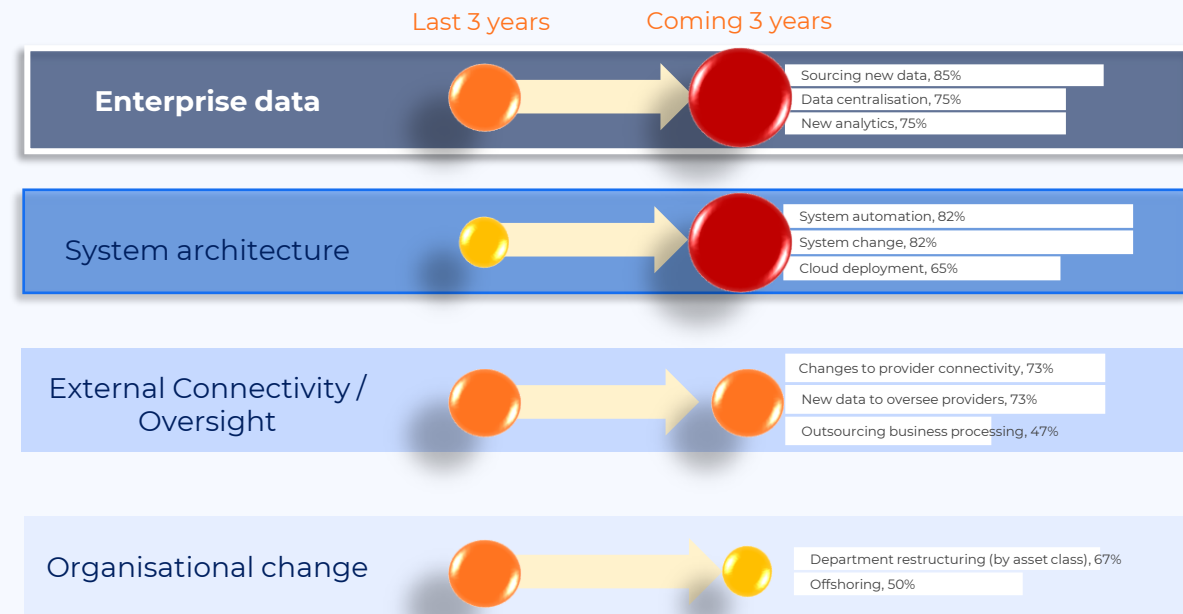 Last 3 years
Coming 3 years
Enterprise data
Sourcing new data, 85%
Data centralisation, 75%
New analytics, 75%
System architecture
System automation, 82%
System change, 82%
Cloud deployment, 65%
External Connectivity /
Oversight
Changes to provider connectivity, 73%
New data to oversee providers, 73%
Outsourcing business processing, 47%
Organisational change
Department restructuring (by asset class), 67%
Offshoring, 50%